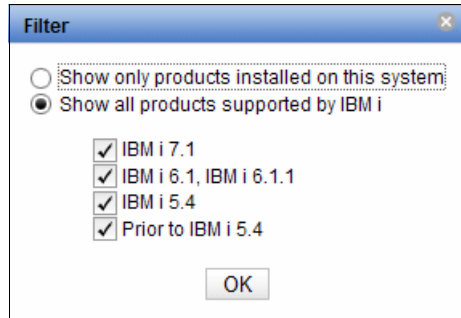 Filter
Show only products installed on this system
Show all products supported by IBM i
IBM i 7.1
IBM i 6.1, IBM i 6.1.1
IBM i 5.4
Prior to IBM i 5.4
OK